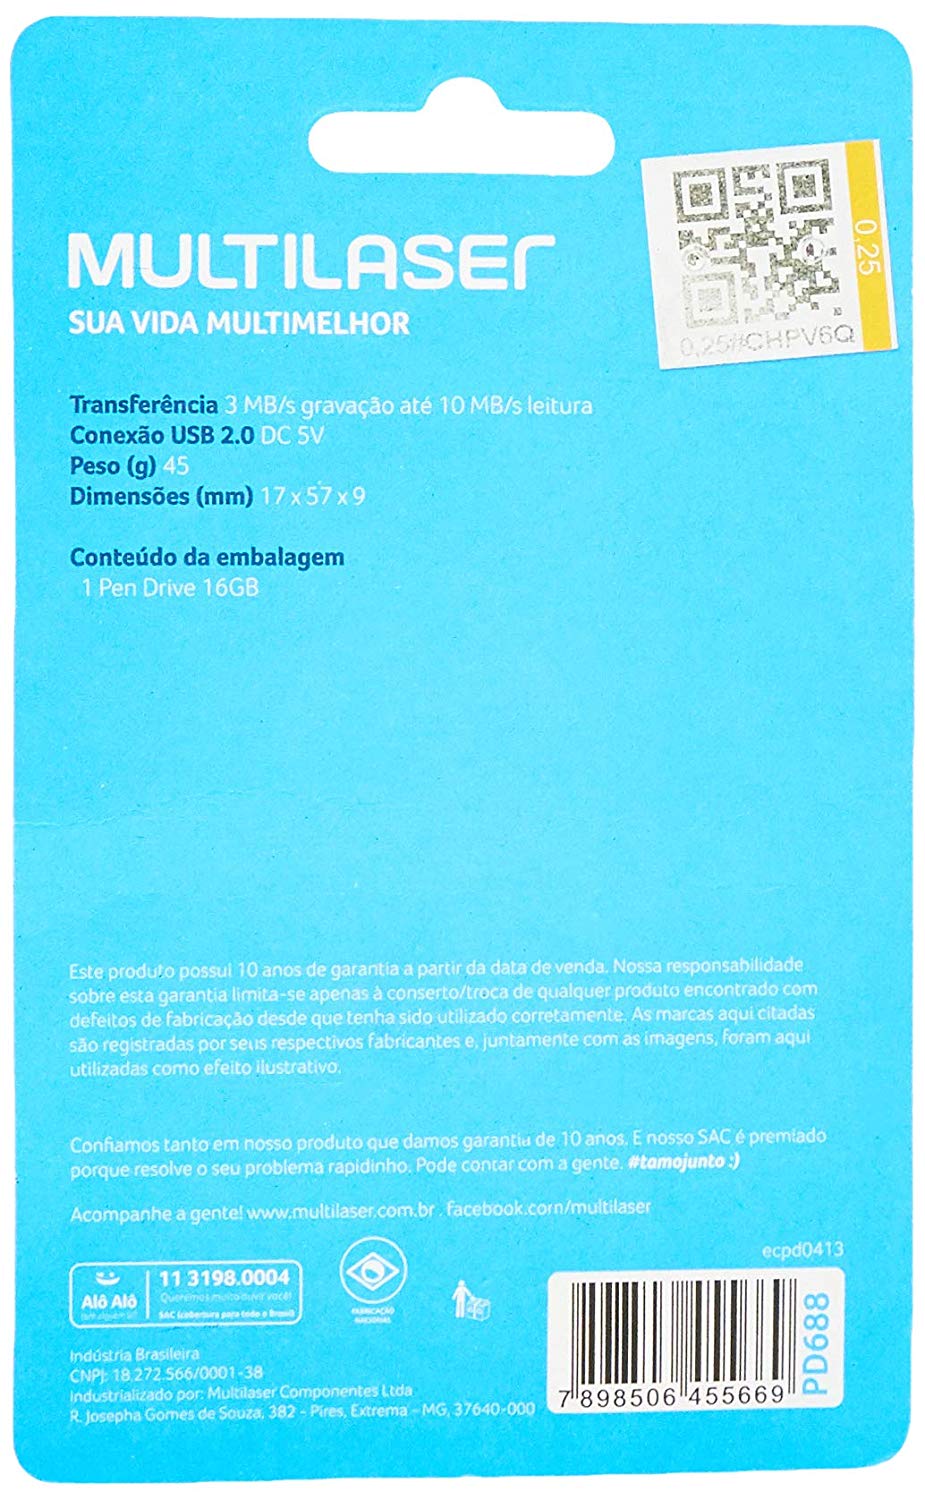 MULTILASER
SUA VIDA MULTIMELHOR
0,25
0,25#CHPV6Q
Transferência 3 MB/s gravação até 10 MB/s leitura
Conexão USB 2.0 DC 5V
Peso (g) 45
Dimensões (mm) 17 x 57 x 9
Conteúdo da embalagem
1 Pen Drive 16GB
Este produto possui 10 anos de garantia a partir da data de venda. Nossa responsabilidade
sobre esta garantia limita-se apenas à conserto/troca de qualquer produto encontrado com
defeitos de fabricação desde que tenha sido utilizado corretamente. As marcas aqui citadas
são registradas por seus respectivos fabricantes e, juntamente com as imagens, foram aqui
utilizadas como efeito ilustrativo.
Confiamos tanto em nosso produto que damos garantia de 10 anos. E nosso SAC é premiado
porque resolve o seu problema rapidinho. Pode contar com a gente. #tamojunto :)
Acompanhe a gente! www.multilaser.com.br . facebook.com/multilaser
ecpd0413
Alô Alô
tem alguém aí?
11 3198.0004
Queremos muito ouvir você!
SAC (cobertura para todo o Brasil)
FABRICAÇÃO
NACIONAL
Indústria Brasileira
CNPJ: 18.272.566/0001-38
Industrializado por: Multilaser Componentes Ltda
R. Josepha Gomes de Souza, 382 - Pires, Extrema - MG, 37640-000
7 898506 455669
PD688